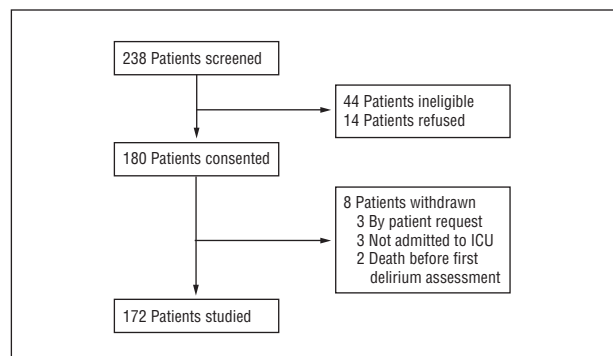 238 Patients screened
44 Patients ineligible
14 Patients refused
180 Patients consented
8 Patients withdrawn
3 By patient request
3 Not admitted to ICU
2 Death before first
delirium assessment
172 Patients studied